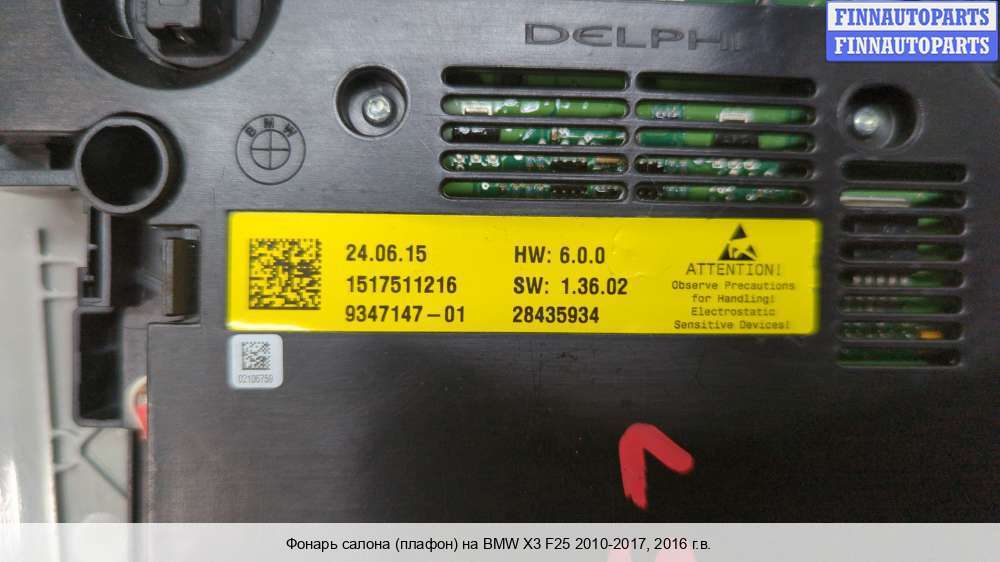 FINNAUTOPARTS
FINNAUTOPARTS
DELPHI
BMW
24.06.15
HW: 6.0.0
1517511216
SW: 1.36.02
9347147-01
28435934
ATTENTION!
Observe Precautions
for Handling!
Electrostatic
Sensitive Devices!
02106759
Фонарь салона (плафон) на BMW X3 F25 2010-2017, 2016 г.в.